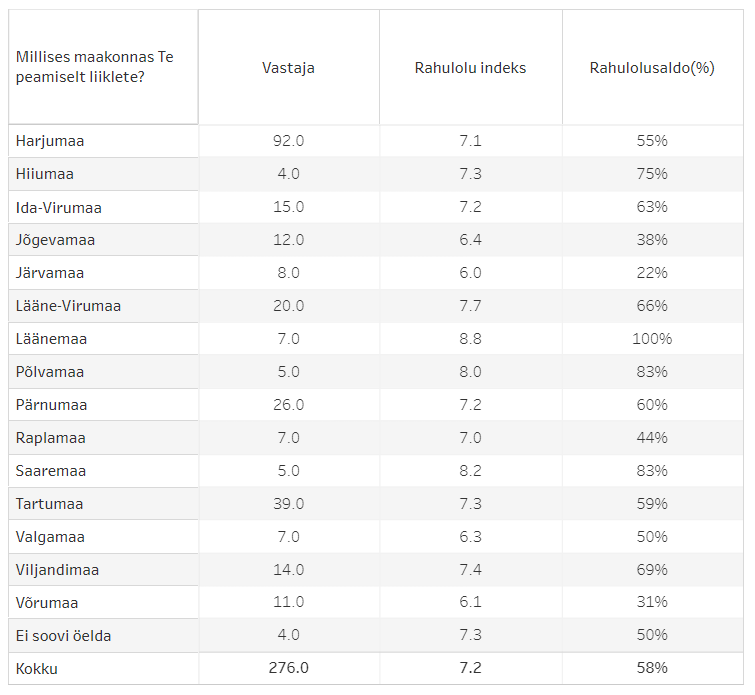 Millises maakonnas Te peamiselt liiklete? Vastaja Rahulolu indeks Rahulolusaldo(%)
Harjumaa 92.0 7.1 55%
Hiiumaa 4.0 7.3 75%
Ida-Virumaa 15.0 7.2 63%
Jõgevamaa 12.0 6.4 38%
Järvamaa 8.0 6.0 22%
Lääne-Virumaa 20.0 7.7 66%
Läänemaa 7.0 8.8 100%
Põlvamaa 5.0 8.0 83%
Pärnumaa 26.0 7.2 60%
Raplamaa 7.0 7.0 44%
Saaremaa 5.0 8.2 83%
Tartumaa 39.0 7.3 59%
Valgamaa 7.0 6.3 50%
Viljandimaa 14.0 7.4 69%
Võrumaa 11.0 6.1 31%
Ei soovi öelda 4.0 7.3 50%
Kokku 276.0 7.2 58%